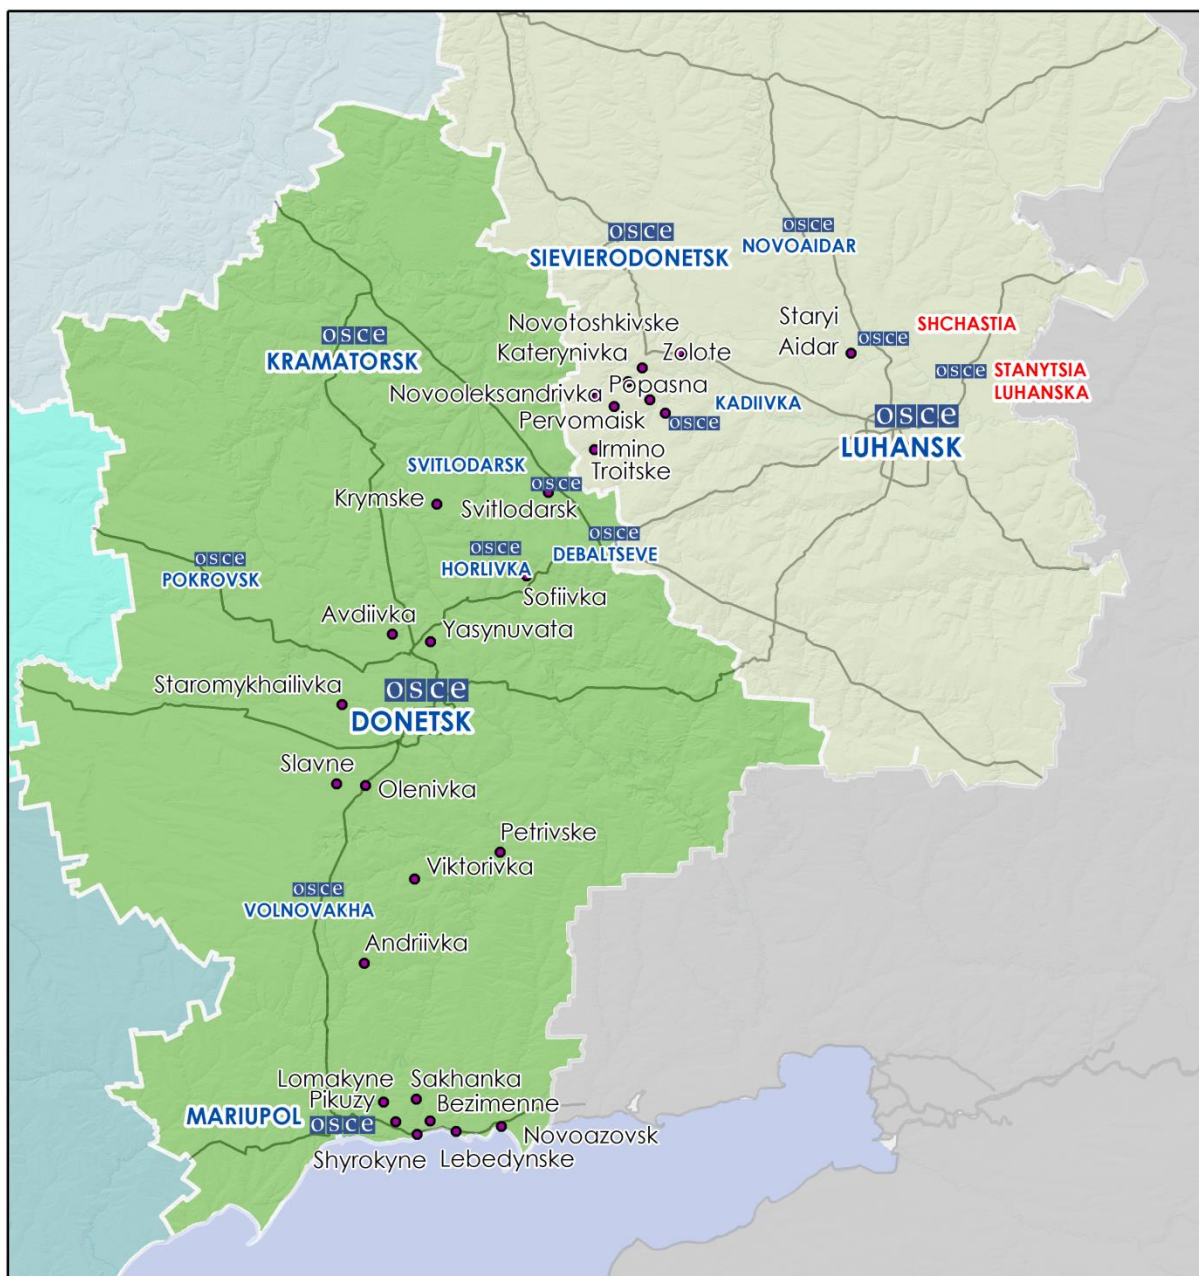 osce
SIEVIERODONETSK
osce
NOVOAIDAR
osce
KRAMATORSK
Novotoshkivske
Katerynivka
Zolote
Staryi
Aidar
osce
SHCHASTIA
osce
STANYTSIA
LUHANSKA
Novooleksandrivka
Popasna
Pervomaisk
osce
KADIIVKA
osce
LUHANSK
Irmino
Troitske
SVITLODARSK
osce
Svitlodarsk
Krymske
osce
DEBALTSEVE
osce
HORLIVKA
osce
POKROVSK
Sofiivka
Avdiivka
Yasynuvata
Staromykhailivka
osce
DONETSK
Slavne
Olenivka
Petrivske
Viktorivka
osce
VOLNOVAKHA
Andriivka
Lomakyne
Sakhanka
Pikuzy
Bezimenne
MARIUPOL
osce
Novoazovsk
Shyrokyne
Lebedynske